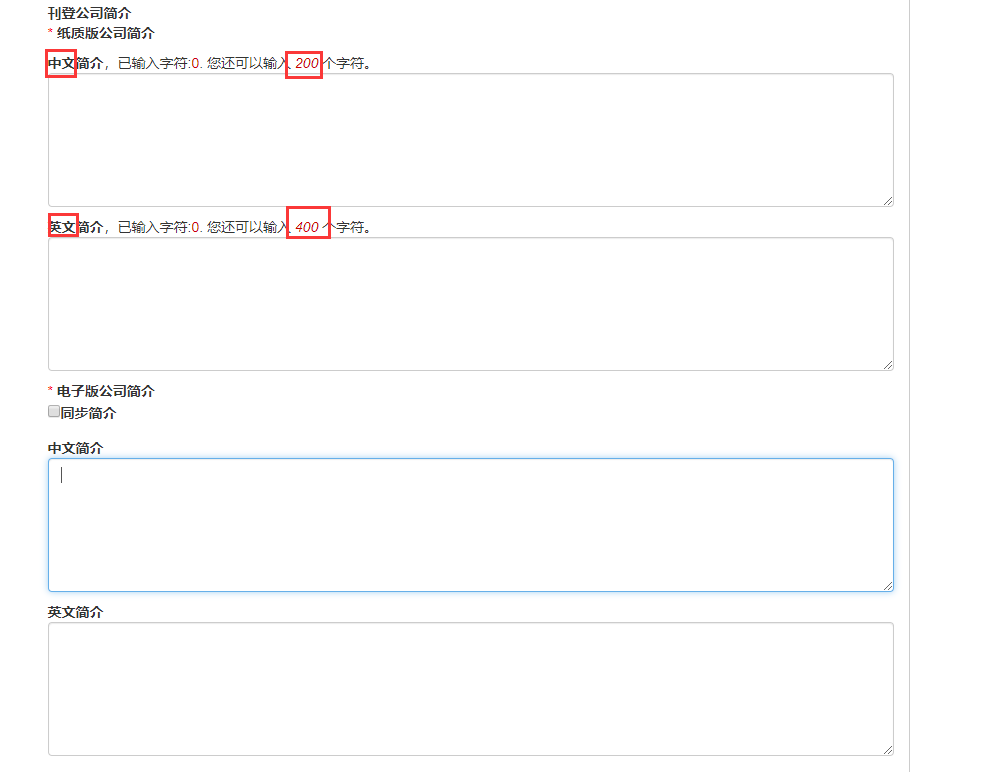 刊登公司简介
* 纸质版公司简介
中文简介，已输入字符:0. 您还可以输入 200 个字符。
英文简介，已输入字符:0. 您还可以输入 400 个字符。
* 电子版公司简介
同步简介
中文简介
英文简介